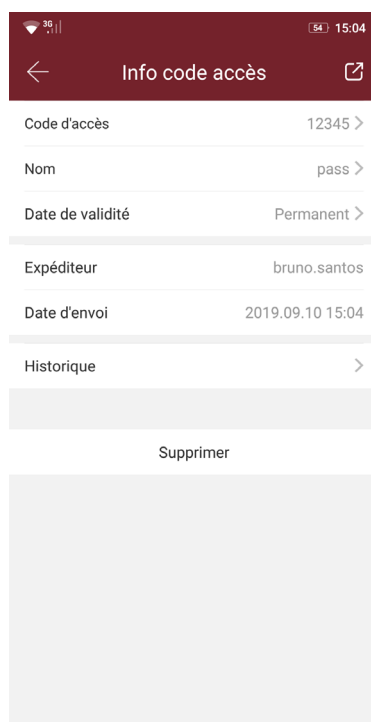 3G 54 15:04
Info code accès
Code d'accès 12345
Nom pass
Date de validité Permanent
Expéditeur bruno.santos
Date d'envoi 2019.09.10 15:04
Historique
Supprimer